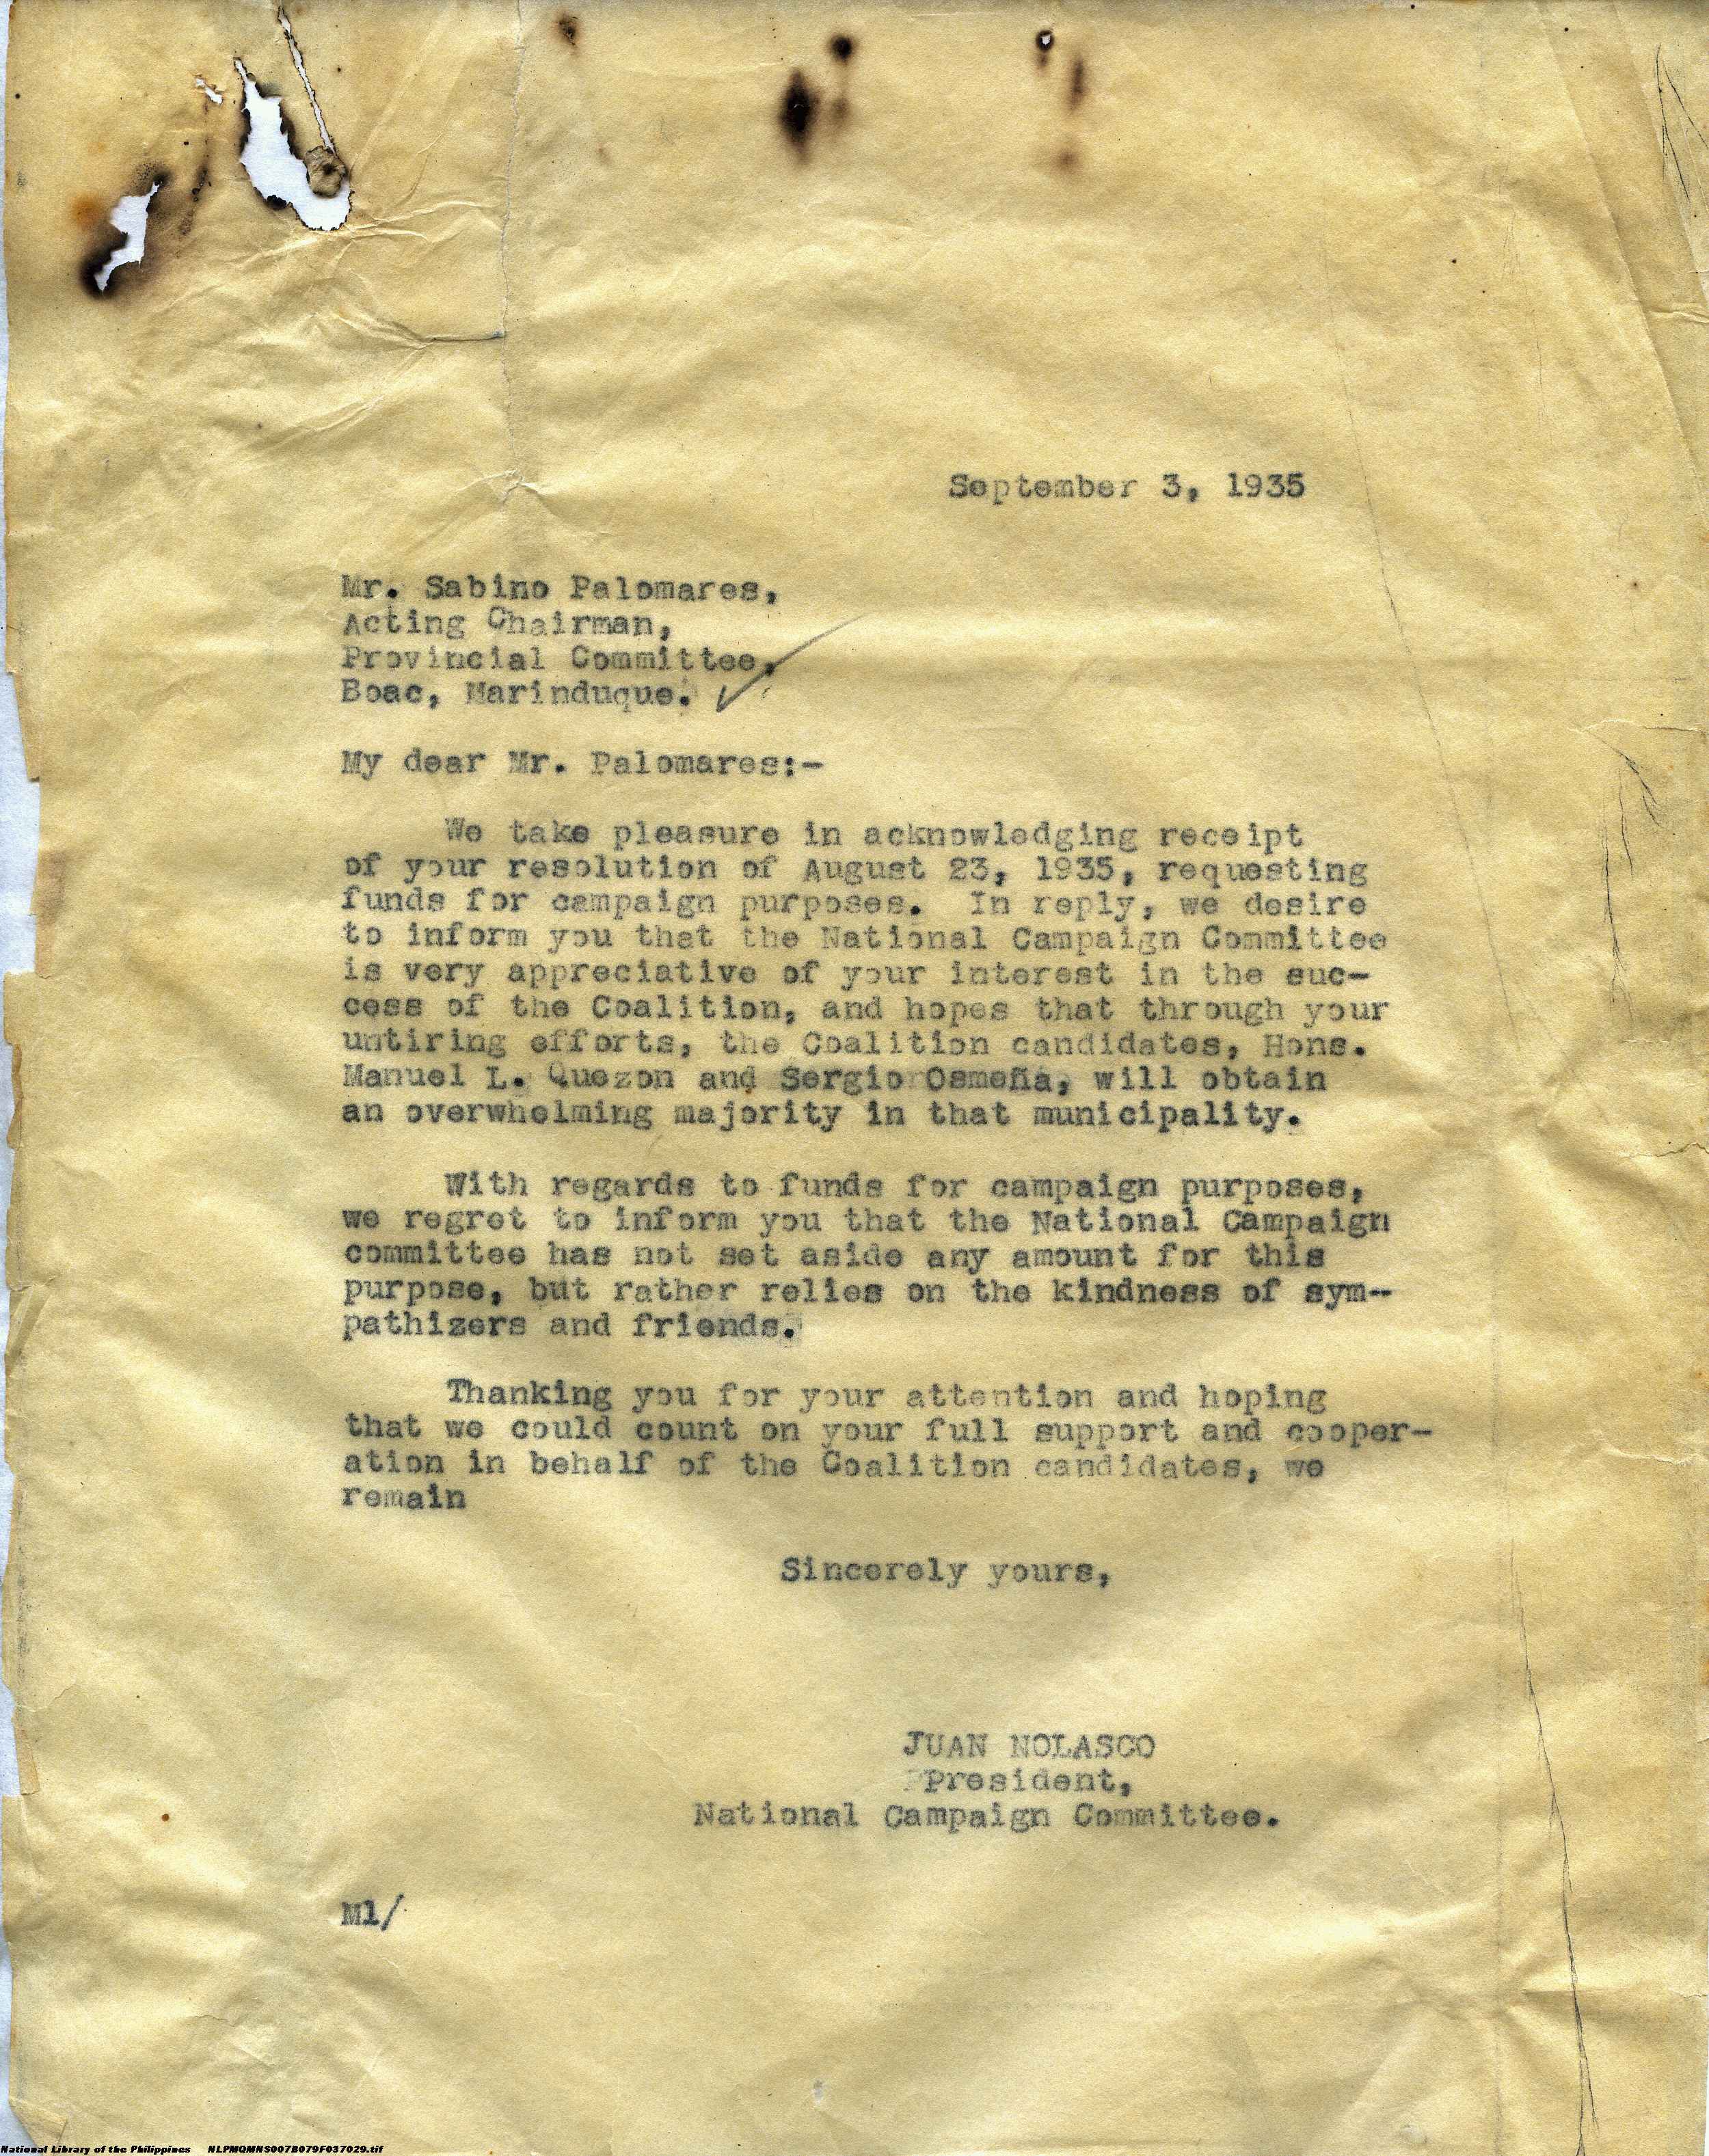 September 3, 1935
Mr. Sabino Palomares,
Acting Chairman,
Provincial Committee,
Boac, Marinduque.
My dear Mr. Palomares:-
We take pleasure in acknowledging receipt
of your resolution of August 23, 1935, requesting
funds for campaign purposes. In reply, we desire
to inform you that the National Campaign Committee
is very appreciative of your interest in the suc-
cess of the Coalition, and hopes that through your
untiring efforts, the Coalition candidates, Hons.
Manuel L. Quezon and Sergio Osmeña, will obtain
an overwhelming majority in that municipality.
With regards to funds for campaign purposes,
we regret to inform you that the National Campaign
committee has not set aside any amount for this
purpose, but rather relies on the kindness of sym--
pathizers and friends.
Thanking you for your attention and hoping
that we could count on your full support and cooper-
ation in behalf of the Coalition candidates, we
remain
Sincerely yours,
JUAN NOLASCO
President,
National Campaign Committee.
Ml/
National Library of the Philippines NLPMQMNS007B079F037029.tif